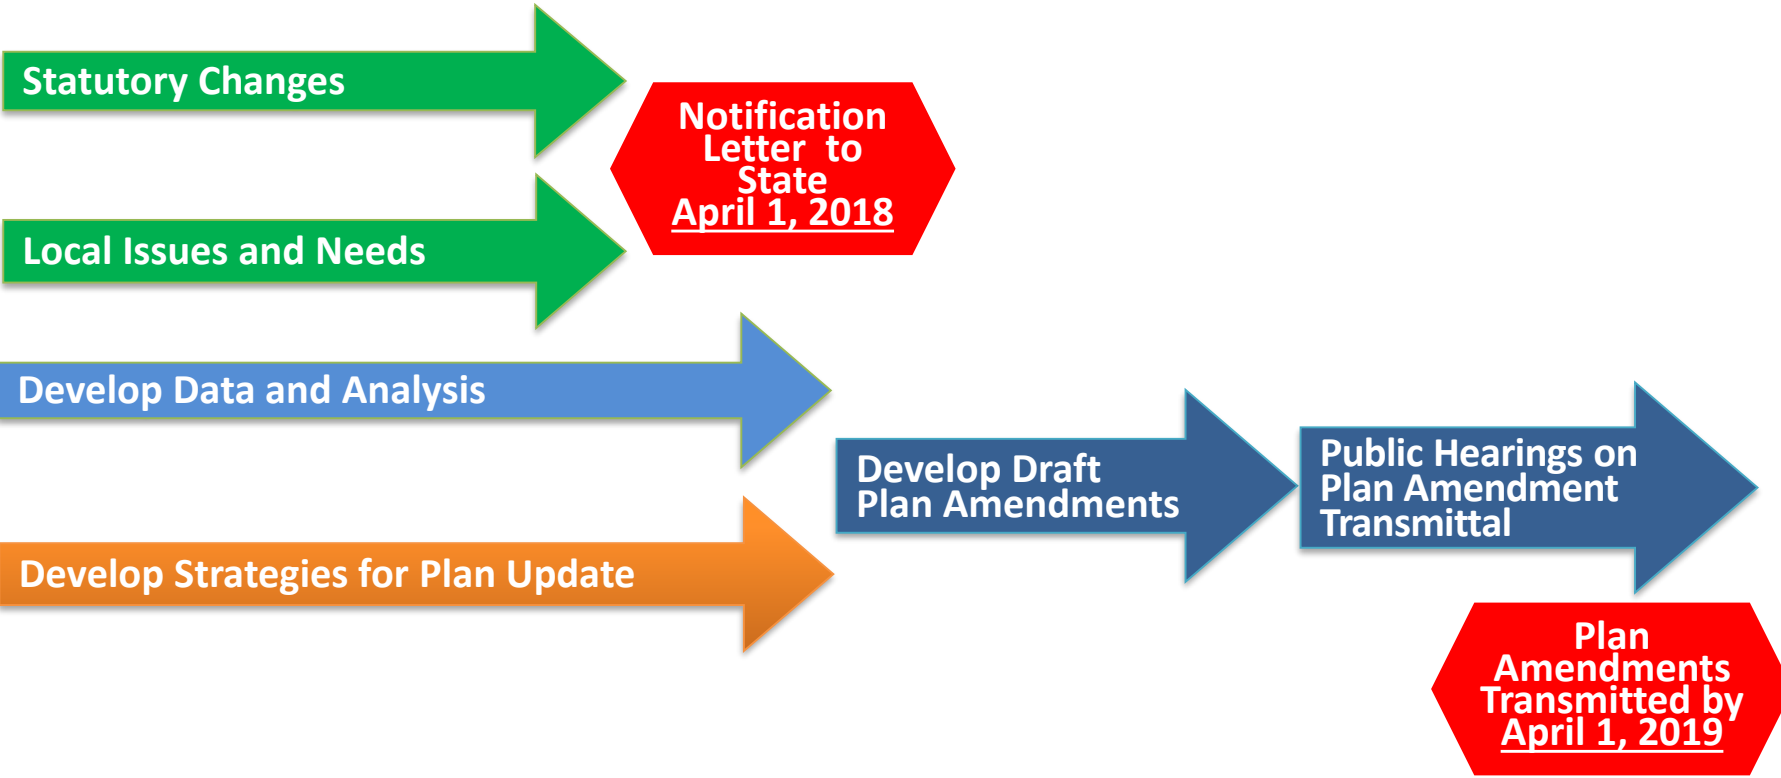 Statutory Changes
Notification
Letter  to
State
April 1, 2018
Local Issues and Needs
Develop Data and Analysis
Develop Draft
Plan Amendments
Public Hearings on
Plan Amendment
Transmittal
Develop Strategies for Plan Update
Plan
Amendments
Transmitted by
April 1, 2019